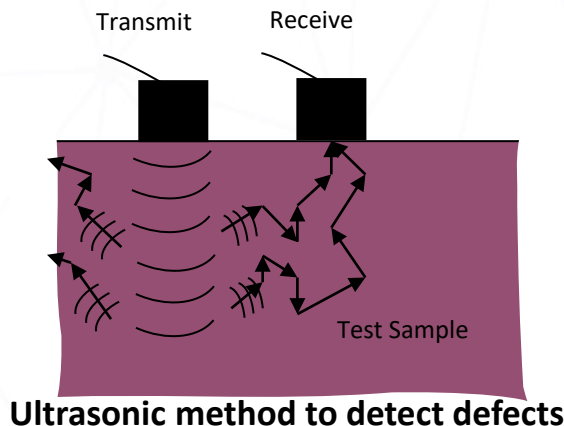 Transmit
Receive
Test Sample
Ultrasonic method to detect defects